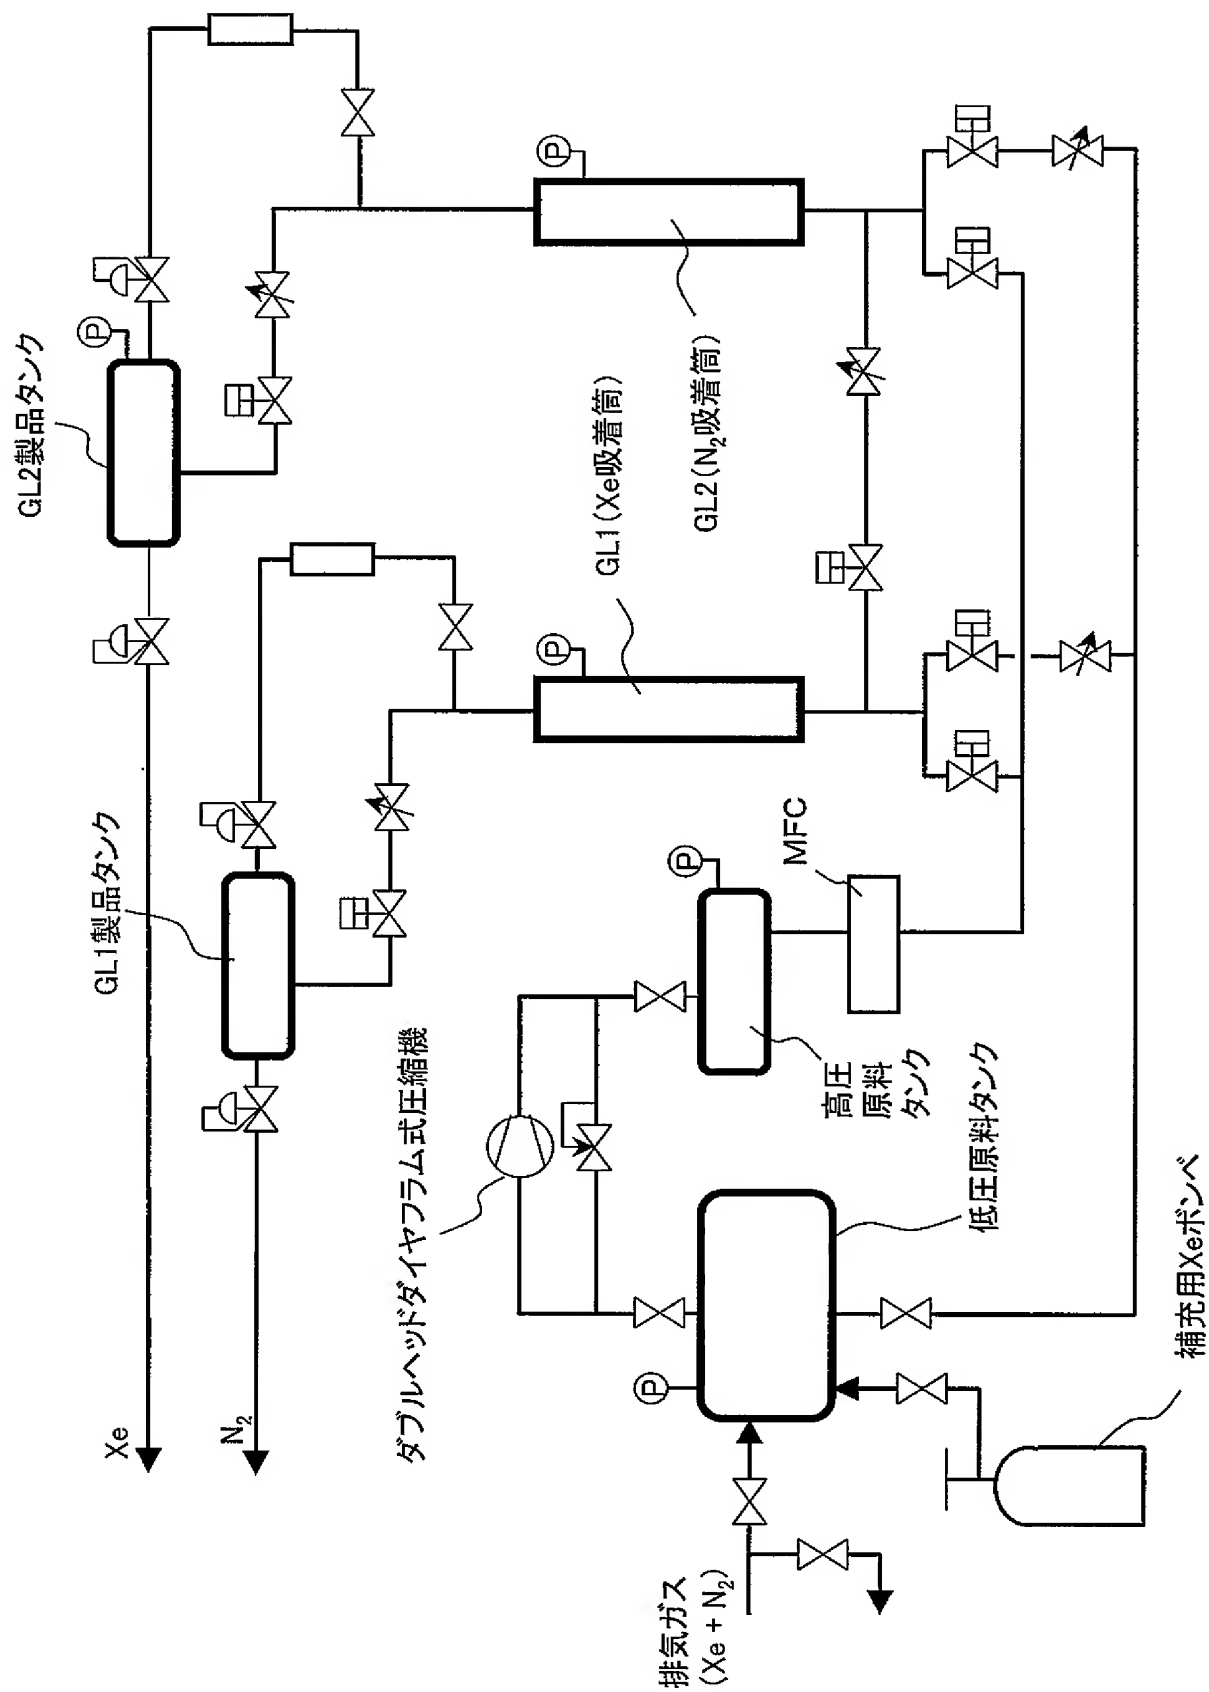 GL2製品タンク
P
Xe
GL1製品タンク
N₂
P
P
GL1(Xe吸着筒)
GL2(N₂吸着筒)
ダブルヘッドダイヤフラム式圧縮機
P
MFC
高圧
原料
タンク
P
低圧原料タンク
補充用Xeボンベ
排気ガス
(Xe + N₂)